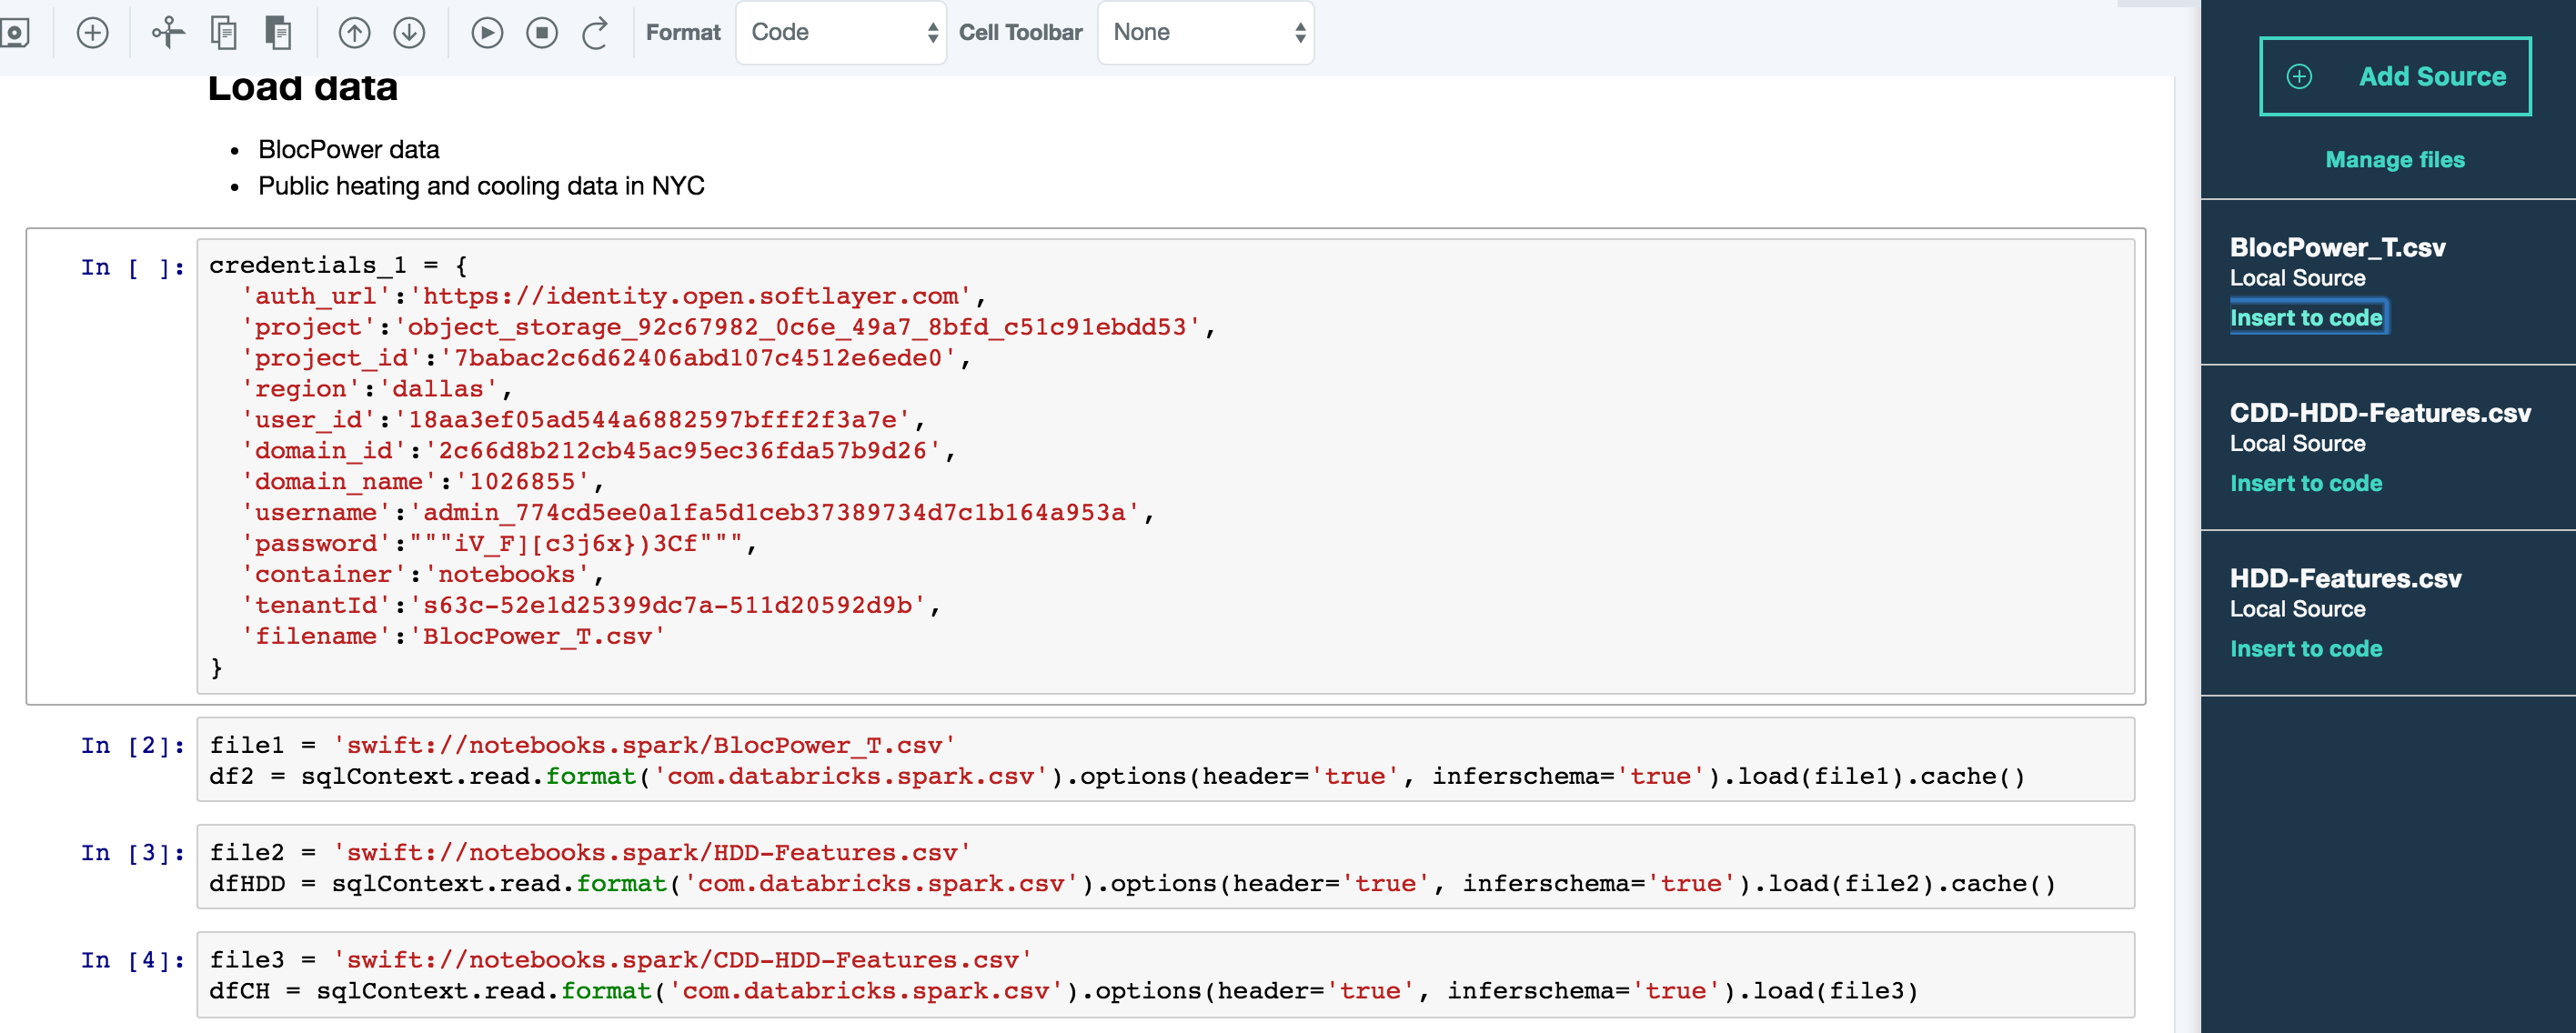 Format Code Cell Toolbar None
Load data
• BlocPower data
• Public heating and cooling data in NYC
In [ ]: credentials_1 = {
'auth_url':'https://identity.open.softlayer.com',
'project':'object_storage_92c67982_0c6e_49a7_8bfd_c51c91ebdd53',
'project_id':'7babac2c6d62406abd107c4512e6ede0',
'region':'dallas',
'user_id':'18aa3ef05ad544a6882597bfff2f3a7e',
'domain_id':'2c66d8b212cb45ac95ec36fda57b9d26',
'domain_name':'1026855',
'username':'admin_774cd5ee0a1fa5d1ceb37389734d7c1b164a953a',
'password':"""iV_F][c3j6x})3Cf""",
'container':'notebooks',
'tenantId':'s63c-52e1d25399dc7a-511d20592d9b',
'filename':'BlocPower_T.csv'
}
In [2]: file1 = 'swift://notebooks.spark/BlocPower_T.csv'
df2 = sqlContext.read.format('com.databricks.spark.csv').options(header='true', inferschema='true').load(file1).cache()
In [3]: file2 = 'swift://notebooks.spark/HDD-Features.csv'
dfHDD = sqlContext.read.format('com.databricks.spark.csv').options(header='true', inferschema='true').load(file2).cache()
In [4]: file3 = 'swift://notebooks.spark/CDD-HDD-Features.csv'
dfCH = sqlContext.read.format('com.databricks.spark.csv').options(header='true', inferschema='true').load(file3)
Add Source
Manage files
BlocPower_T.csv
Local Source
Insert to code
CDD-HDD-Features.csv
Local Source
Insert to code
HDD-Features.csv
Local Source
Insert to code